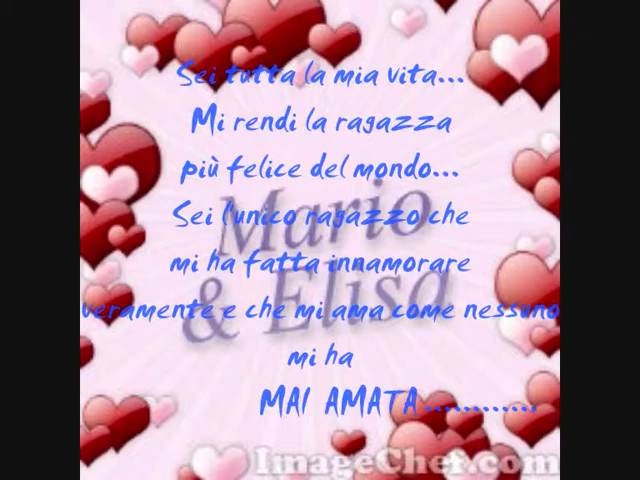 Sei tutta la mia vita...
Mi rendi la ragazza
più felice del mondo...
Sei l'unico ragazzo che
mi ha fatta innamorare
veramente e che mi ama come nessuno
mi ha
MAI AMATA............
Mario
& Elisa
ImageChef.com